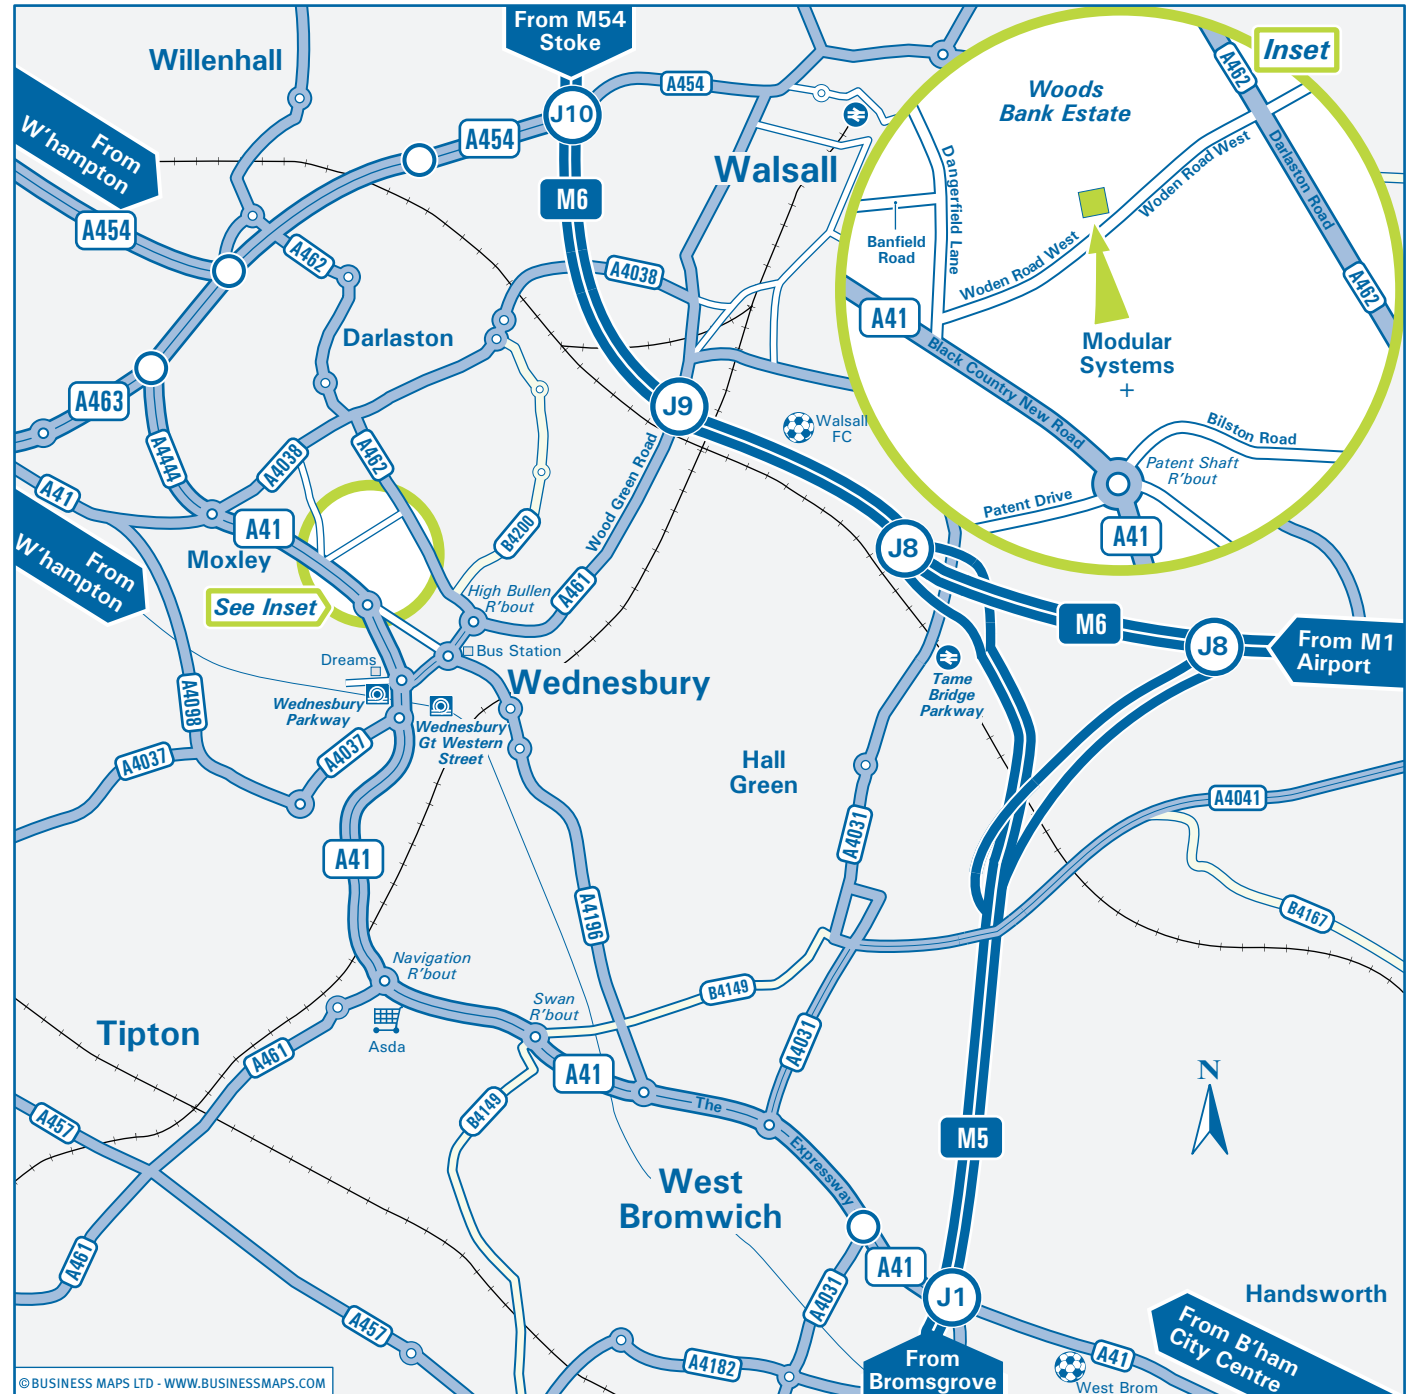 From M54
Stoke
Willenhall
Inset
A462
Woods
Bank Estate
A454
J10
A454
From
W'hampton
Walsall
Dangerfield Lane
Woden Road West
Darlaston Road
M6
A454
Banfield
Road
Woden Road West
A462
A4038
A462
A41
Darlaston
Modular
Systems
+
Black Country New Road
A463
J9
Walsall
FC
Bilston Road
A4444
A4038
A462
Wood Green Road
Patent Shaft
R'bout
A41
Patent Drive
A41
A41
B4200
From
W'hampton
Moxley
J8
See Inset
High Bullen
R'bout
A461
M6
J8
From M1
Airport
Bus Station
Dreams
Wednesbury
Tame
Bridge
Parkway
Wednesbury
Parkway
A4098
Wednesbury
Gt Western
Street
A4037
A4037
Hall
Green
A4041
A4031
A41
A4196
B4167
Navigation
R'bout
B4149
Swan
R'bout
Tipton
Asda
A4031
A461
A41
N
B4149
The
Expressway
A457
M5
West
Bromwich
A461
A41
A4031
J1
Handsworth
A457
From B'ham
City Centre
From
Bromsgrove
A4182
A41
West Brom
© BUSINESS MAPS LTD - WWW.BUSINESSMAPS.COM